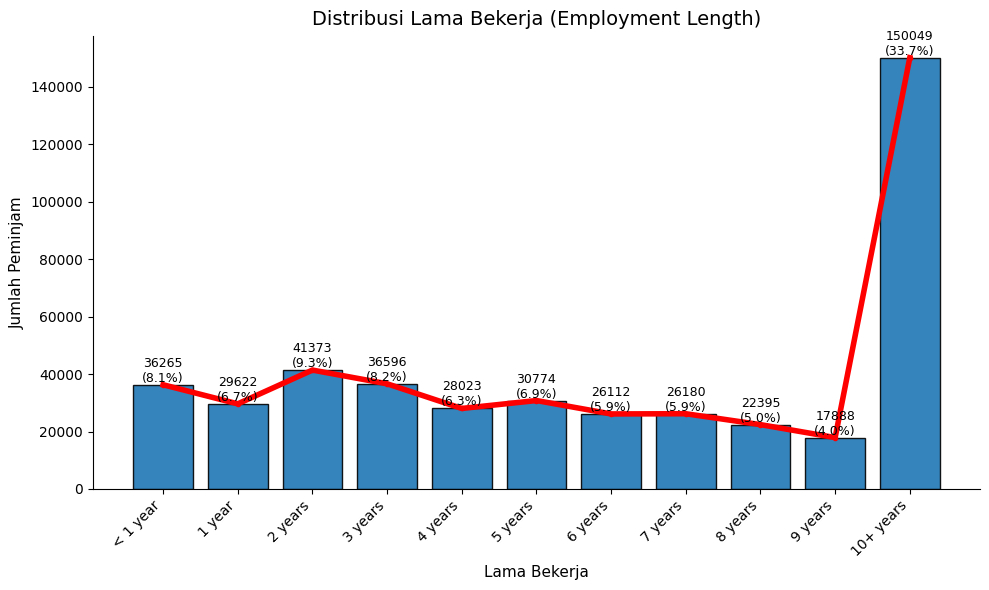 Distribusi Lama Bekerja (Employment Length)
Jumlah Peminjam
140000
120000
100000
80000
60000
40000
20000
0
36265
(8.1%)
29622
(6.7%)
41373
(9.3%)
36596
(8.2%)
28023
(6.3%)
30774
(6.9%)
26112
(5.9%)
26180
(5.9%)
22395
(5.0%)
17888
(4.0%)
150049
(33.7%)
< 1 year
1 year
2 years
3 years
4 years
5 years
6 years
7 years
8 years
9 years
10+ years
Lama Bekerja